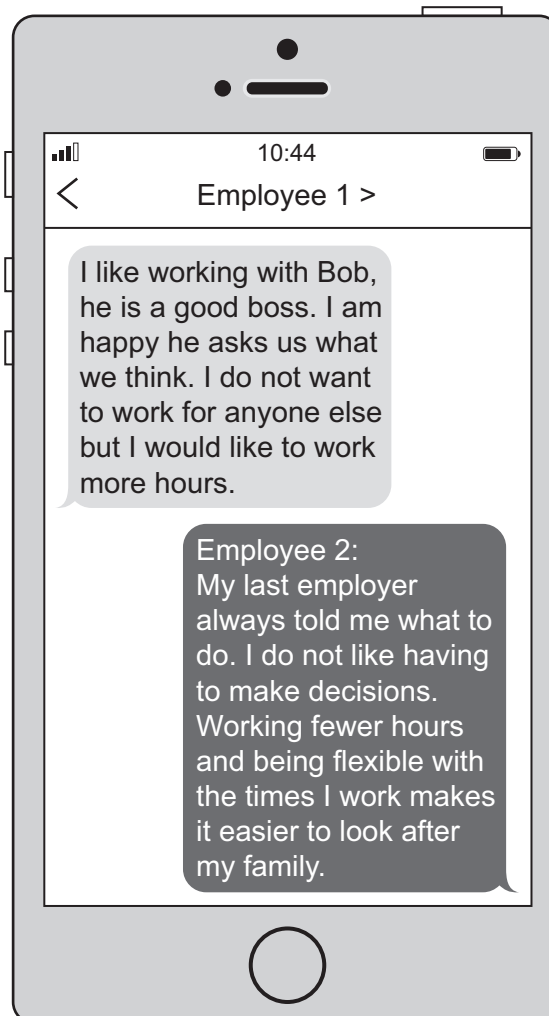 10:44
Employee 1 >
I like working with Bob,
he is a good boss. I am
happy he asks us what
we think. I do not want
to work for anyone else
but I would like to work
more hours.
Employee 2:
My last employer
always told me what to
do. I do not like having
to make decisions.
Working fewer hours
and being flexible with
the times I work makes
it easier to look after
my family.